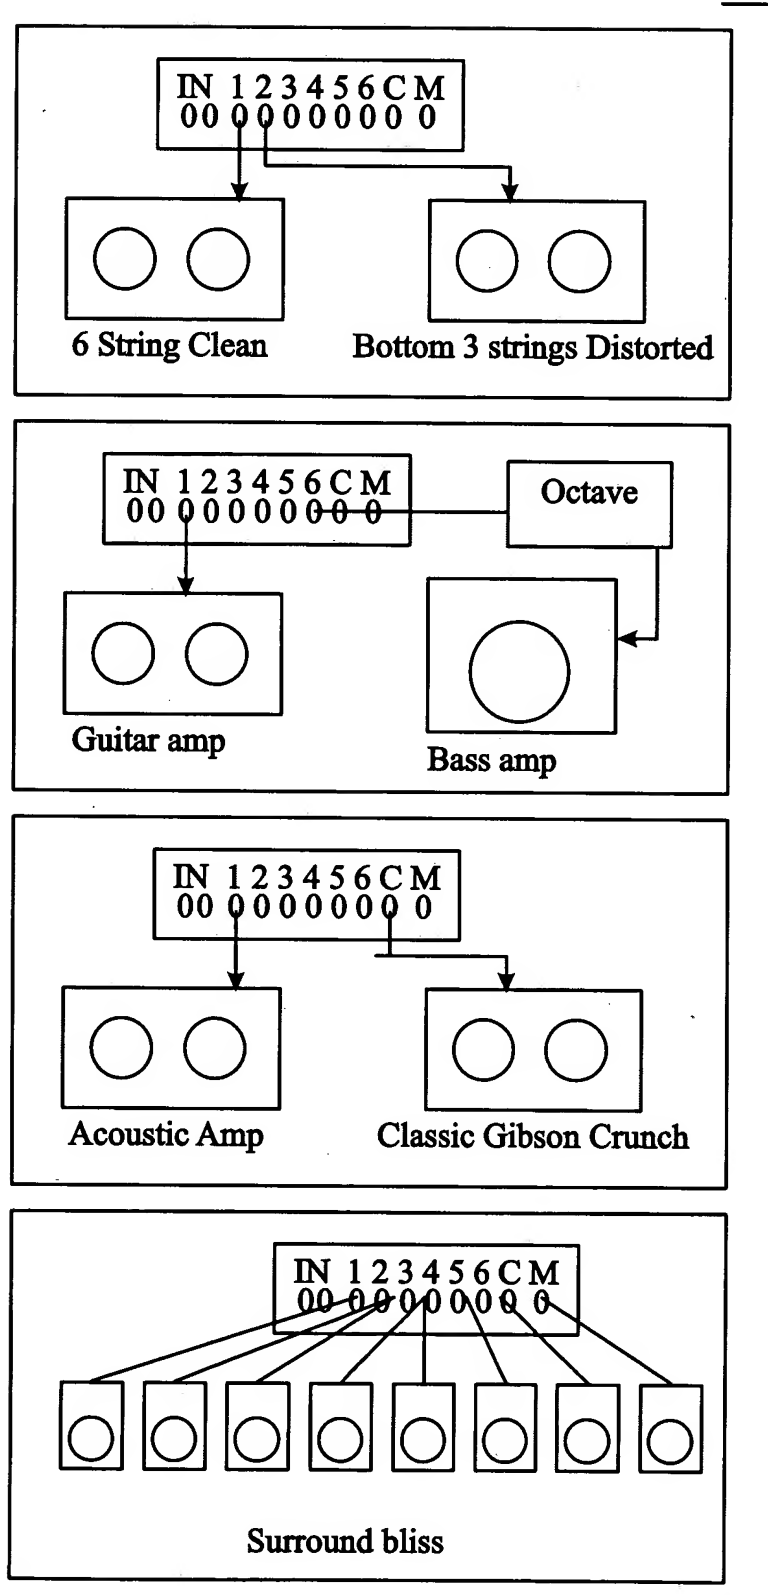 IN 1 2 3 4 5 6 C M
00 0 0 0 0 0 0 0 0
6 String Clean
Bottom 3 strings Distorted
IN 1 2 3 4 5 6 C M
00 0 0 0 0 0 0 0 0
Octave
Guitar amp
Bass amp
IN 1 2 3 4 5 6 C M
00 0 0 0 0 0 0 0 0
Acoustic Amp
Classic Gibson Crunch
IN 1 2 3 4 5 6 C M
00 0 0 0 0 0 0 0 0
Surround bliss